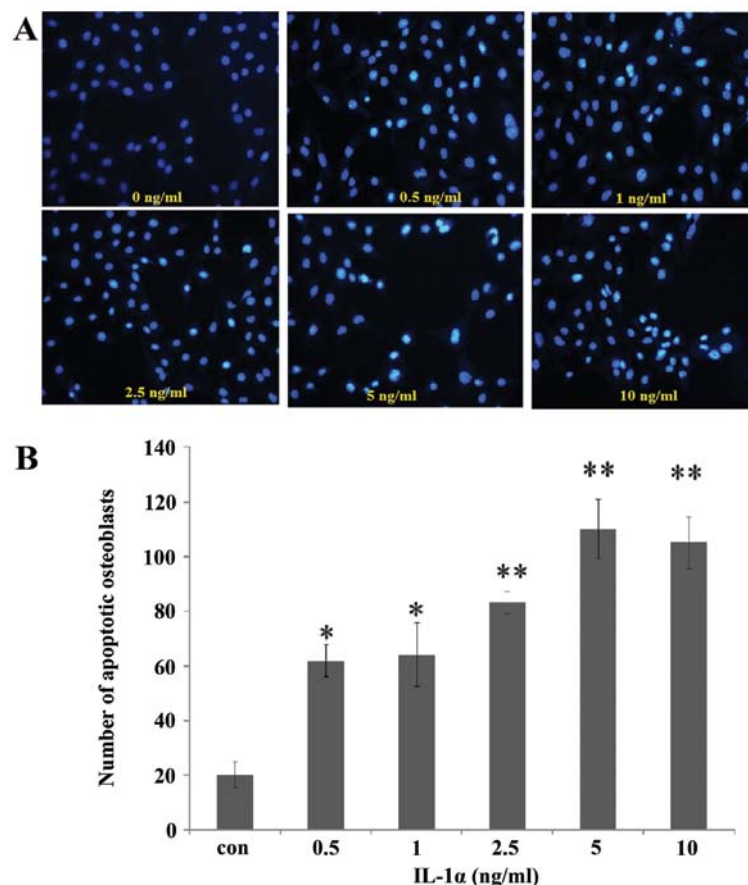 A
0 ng/ml
0.5 ng/ml
1 ng/ml
2.5 ng/ml
5 ng/ml
10 ng/ml
B
Number of apoptotic osteoblasts
140
120
100
80
60
40
20
0
*
*
**
**
**
con
0.5
1
2.5
5
10
IL-1α (ng/ml)